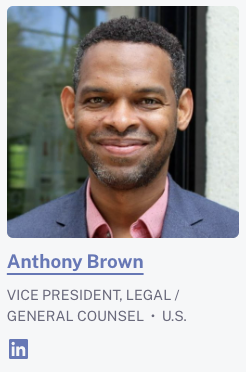 Anthony Brown
VICE PRESIDENT, LEGAL /
GENERAL COUNSEL • U.S.
in